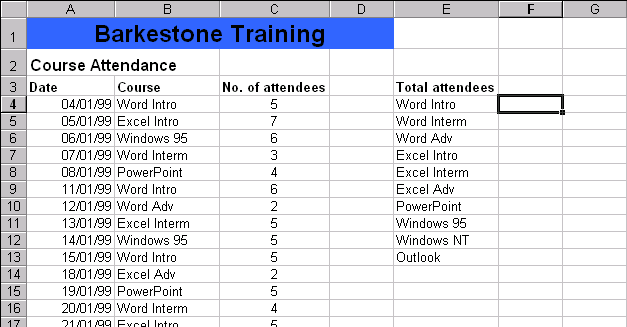 A B C D E F G
1 Barkestone Training
2 Course Attendance
3 Date Course No. of attendees Total attendees
4 04/01/99 Word Intro 5 Word Intro
5 05/01/99 Excel Intro 7 Word Interm
6 06/01/99 Windows 95 6 Word Adv
7 07/01/99 Word Interm 3 Excel Intro
8 08/01/99 PowerPoint 4 Excel Interm
9 11/01/99 Word Intro 6 Excel Adv
10 12/01/99 Word Adv 2 PowerPoint
11 13/01/99 Excel Interm 5 Windows 95
12 14/01/99 Windows 95 5 Windows NT
13 15/01/99 Word Intro 5 Outlook
14 18/01/99 Excel Adv 2
15 19/01/99 PowerPoint 5
16 20/01/99 Word Interm 4
17 21/01/99 Excel Intro 5